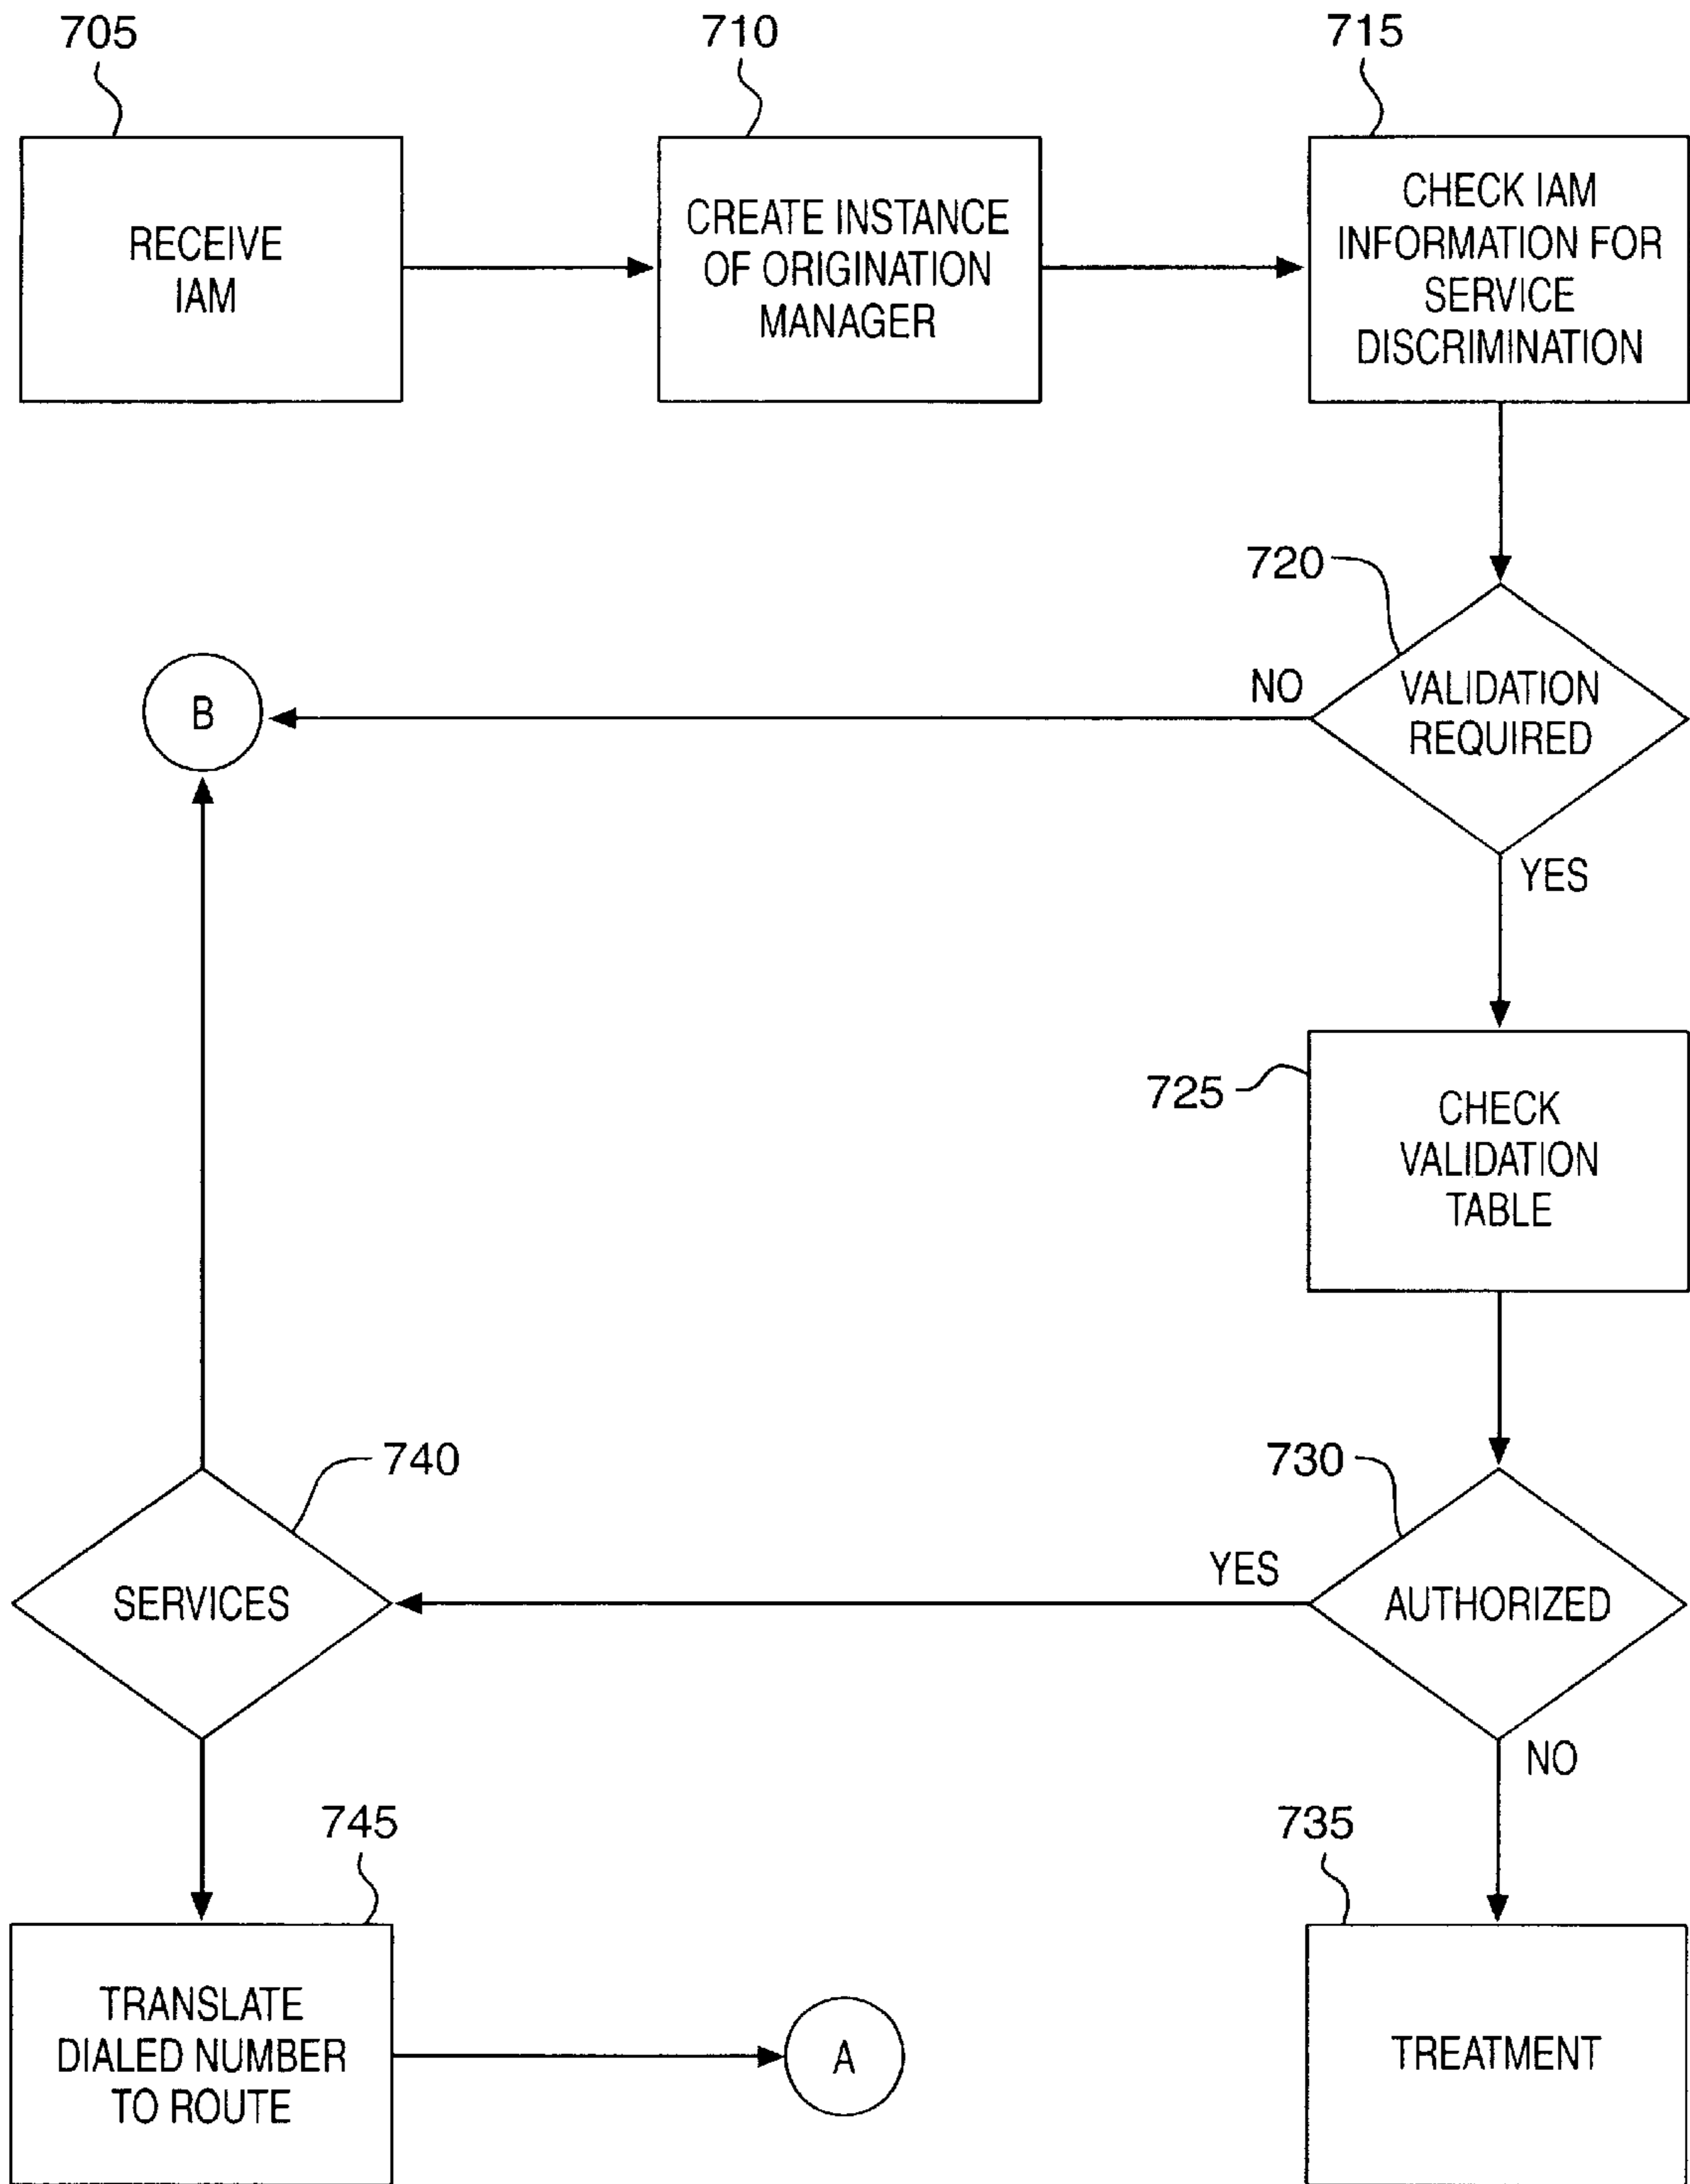 705
710
715
RECEIVE
IAM
CREATE INSTANCE
OF ORIGINATION
MANAGER
CHECK IAM
INFORMATION FOR
SERVICE
DISCRIMINATION
720
B
NO
VALIDATION
REQUIRED
YES
725
CHECK
VALIDATION
TABLE
740
730
SERVICES
YES
AUTHORIZED
NO
745
735
TRANSLATE
DIALED NUMBER
TO ROUTE
A
TREATMENT